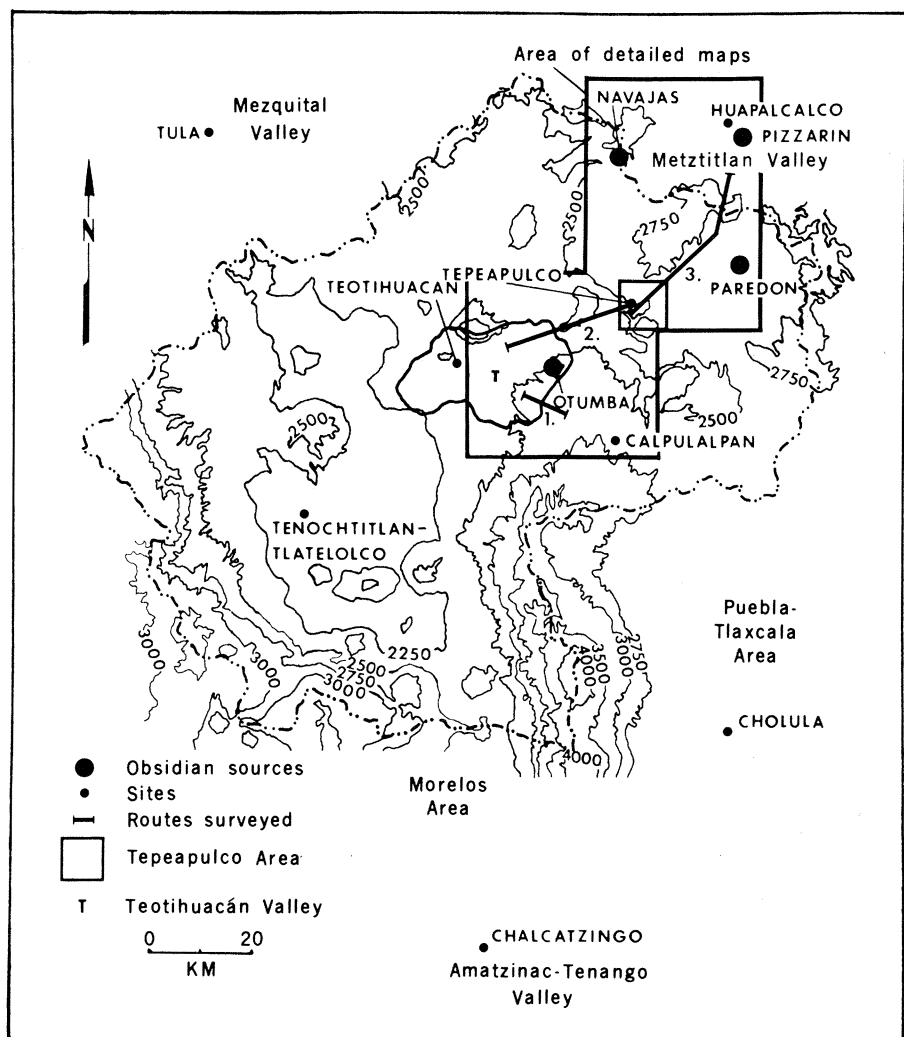 Area of detailed maps
NAVAJAS
HUAPALCALCO
PIZZARIN
Mezquital
Valley
TULA
Metztitlan Valley
N
2500
2500
2750
3.
PAREDON
TEPEAPULCO
TEOTIHUACAN
2.
T
OTUMBA
1.
2750
2500
2500
CALPULALPAN
TENOCHTITLAN-
TLATELOLCO
Puebla-
Tlaxcala
Area
3000
3000
2250
2500
2750
3000
4000
3500
3000
2750
4000
CHOLULA
Morelos
Area
Obsidian sources
Sites
Routes surveyed
Tepeapulco Area
T Teotihuacán Valley
0 20
KM
CHALCATZINGO
Amatzinac-Tenango
Valley